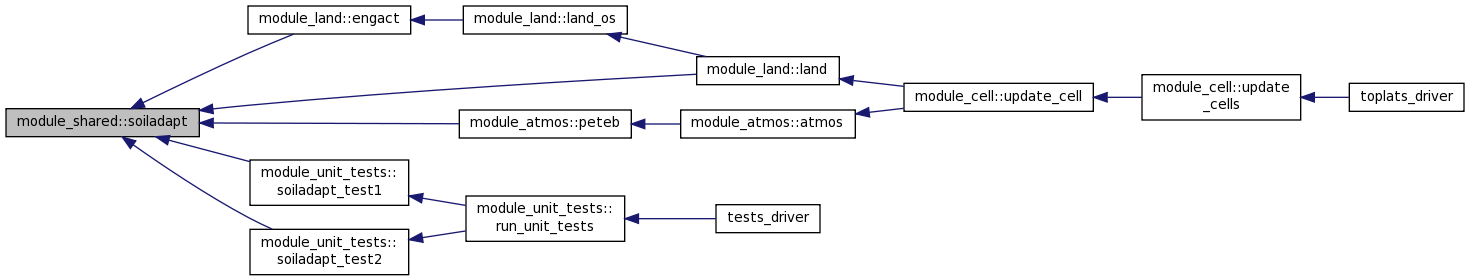 module_land::engact
module_land::land_os
module_land::land
module_shared::soiladapt
module_atmos::peteb
module_atmos::atmos
module_cell::update_cell
module_cell::update
_cells
toplats_driver
module_unit_tests::
soiladapt_test1
module_unit_tests::
soiladapt_test2
module_unit_tests::
run_unit_tests
tests_driver